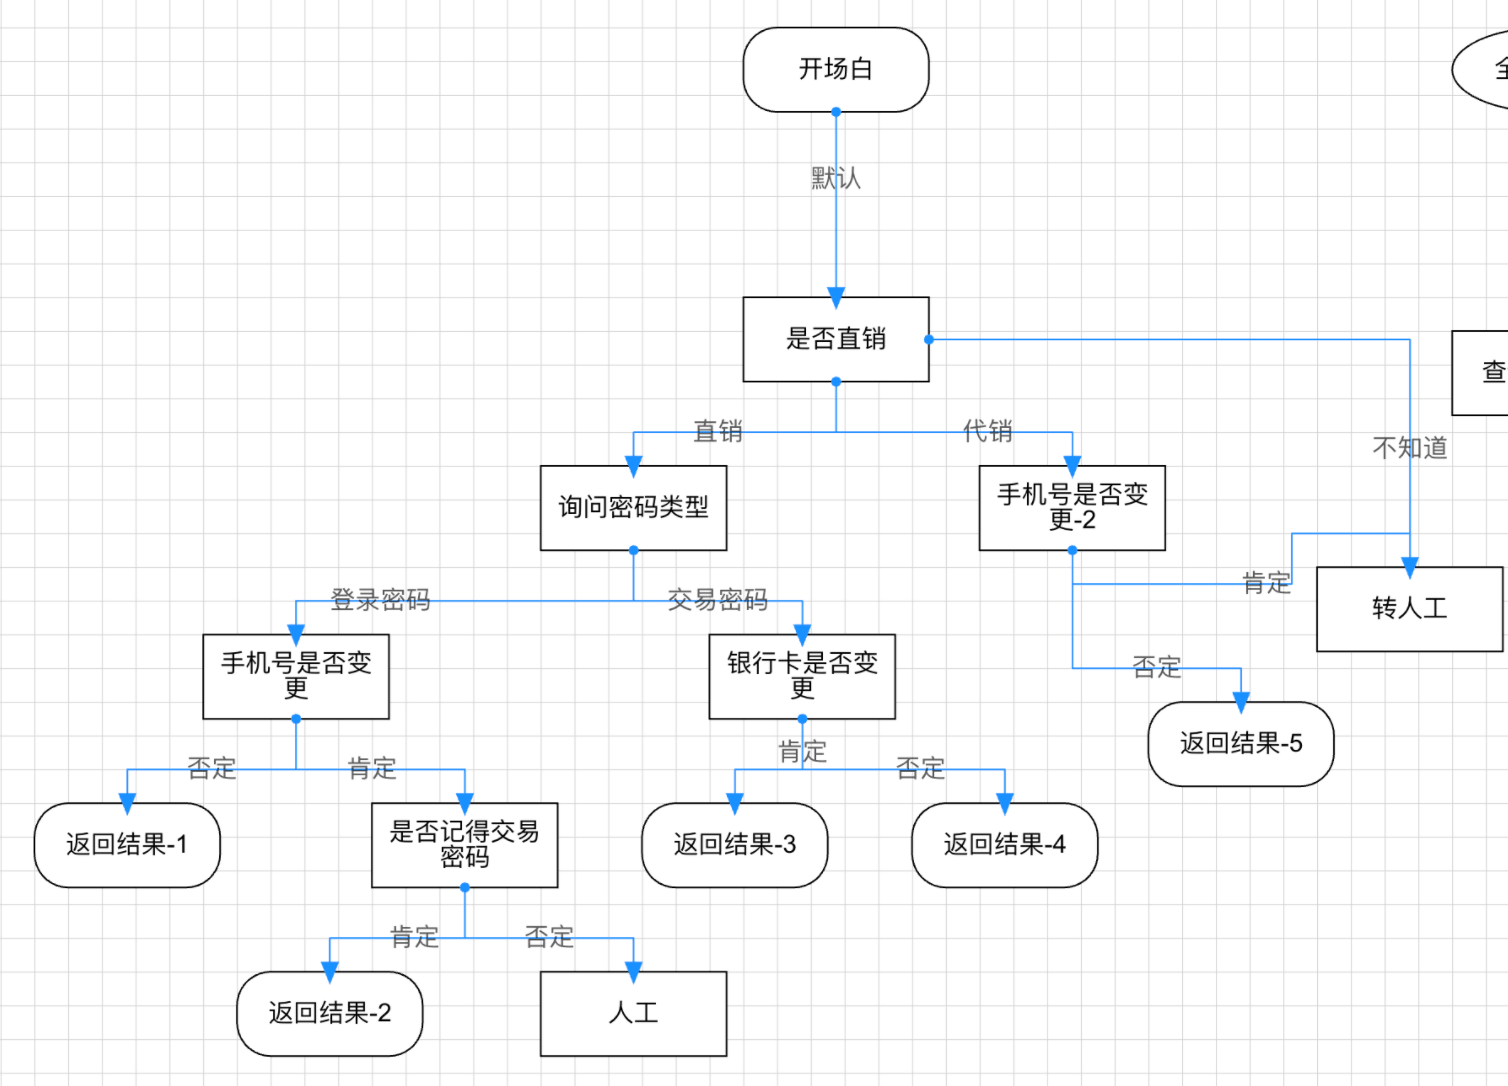 开场白
全
默认
是否直销
查
直销
代销
不知道
询问密码类型
手机号是否变
更-2
登录密码
交易密码
肯定
转人工
手机号是否变
更
银行卡是否变
更
否定
返回结果-5
否定
肯定
肯定
否定
返回结果-1
是否记得交易
密码
返回结果-3
返回结果-4
肯定
否定
返回结果-2
人工